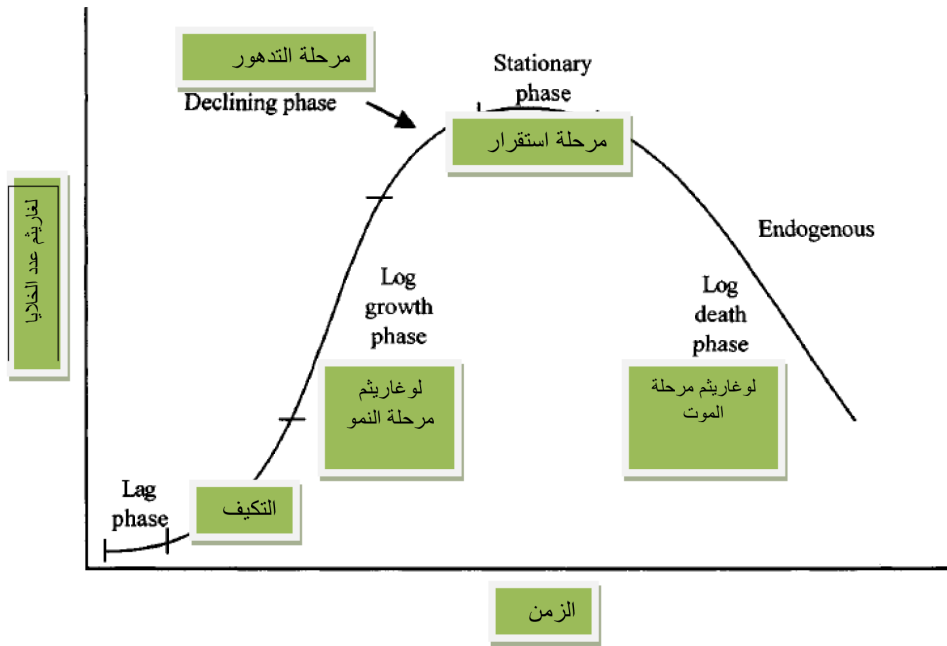 مرحلة التدهور
Declining phase
Stationary
phase
مرحلة استقرار
لغاريثم عدد الخلايا
Endogenous
Log
growth
phase
لوغاريثم
مرحلة النمو
Log
death
phase
لوغاريثم مرحلة
الموت
Lag
phase
التكيف
الزمن